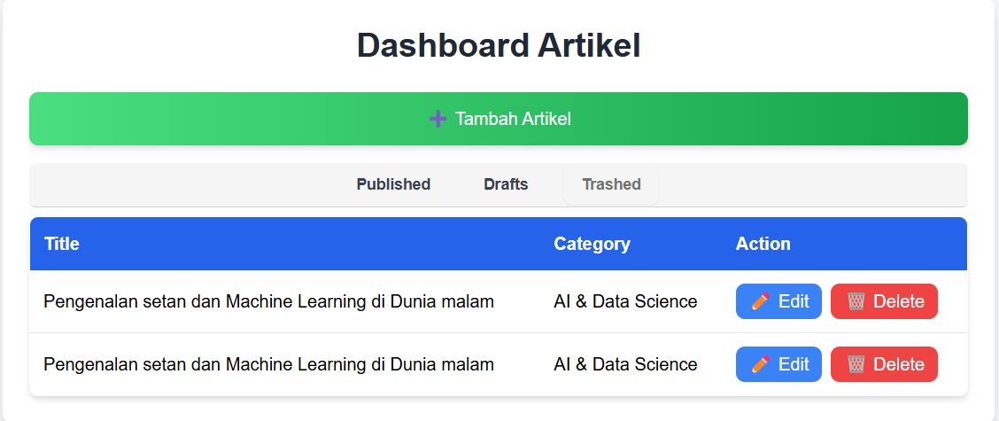 Dashboard Artikel
➕ Tambah Artikel
Published Drafts Trashed
Title Category Action
Pengenalan setan dan Machine Learning di Dunia malam AI & Data Science ✏️ Edit 🗑️ Delete
Pengenalan setan dan Machine Learning di Dunia malam AI & Data Science ✏️ Edit 🗑️ Delete